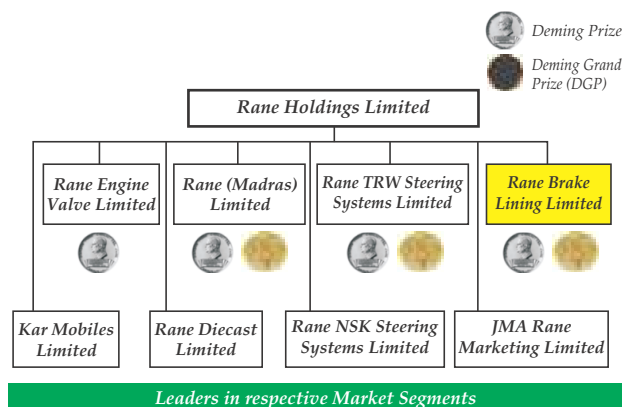 Deming Prize
Deming Grand
Prize (DGP)
Rane Holdings Limited
Rane Engine
Valve Limited
Rane (Madras)
Limited
Rane TRW Steering
Systems Limited
Rane Brake
Lining Limited
Kar Mobiles
Limited
Rane Diecast
Limited
Rane NSK Steering
Systems Limited
JMA Rane
Marketing Limited
Leaders in respective Market Segments